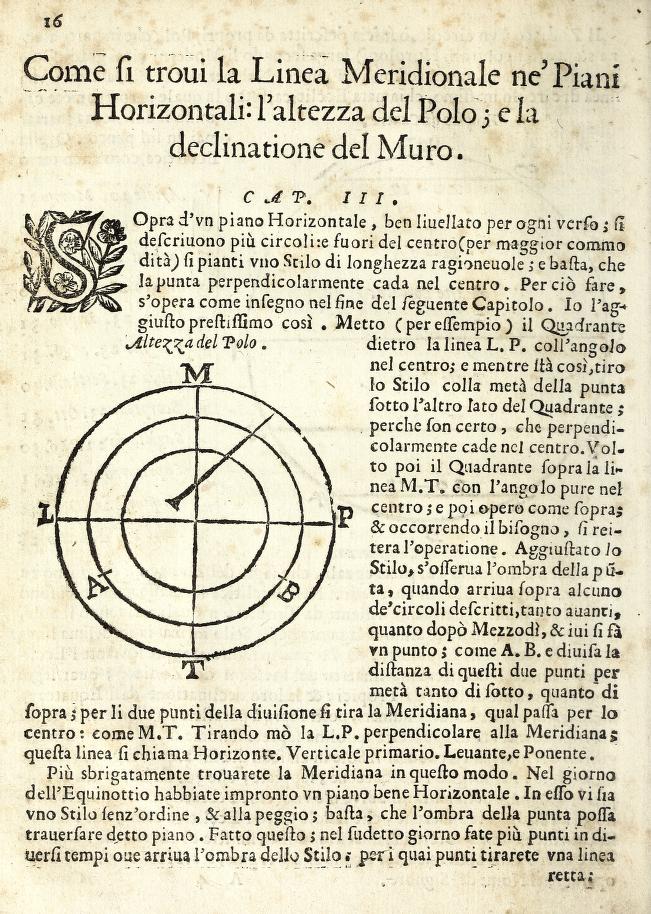 16
Come ſi troui la Linea Meridionale ne' Piani
Horizontali: l'altezza del Polo; e la
declinatione del Muro.
CAP. III.
SOpra d'vn piano Horizontale, ben liuellato per ogni verſo; ſi
deſcriuono più circoli: e fuori del centro (per maggior commo
dità) ſi pianti vno Stilo di longhezza ragioneuole; e baſta, che
la punta perpendicolarmente cada nel centro. Per ciò fare,
s'opera come inſegno nel fine del ſeguente Capitolo. Io l'ag-
giuſto preſtiſſimo così. Metto (per eſſempio) il Quadrante
Altezza del Polo.
dietro la linea L. P. coll'angolo
nel centro; e mentre ſtà così, tiro
lo Stilo colla metà della punta
ſotto l'altro lato del Quadrante;
perche ſon certo, che perpendi-
colarmente cade nel centro. Vol-
to poi il Quadrante ſopra la li-
nea M.T. con l'angolo pure nel
centro; e poi opero come ſopra;
& occorrendo il biſogno, ſi rei-
tera l'operatione. Aggiuſtato lo
Stilo, s'oſſerua l'ombra della pū-
ta, quando arriua ſopra alcuno
de' circoli deſcritti, tanto auanti,
quanto dopò Mezzodì, & iui ſi fà
vn punto; come A. B. e diuiſa la
diſtanza di queſti due punti per
metà tanto di ſotto, quanto di
M
L
P
A
B
T
ſopra; per li due punti della diuiſione ſi tira la Meridiana, qual paſſa per lo
centro: come M.T. Tirando mò la L.P. perpendicolare alla Meridiana;
queſta linea ſi chiama Horizonte. Verticale primario. Leuante, e Ponente.
Più sbrigatamente trouarete la Meridiana in queſto modo. Nel giorno
dell'Equinottio habbiate impronto vn piano bene Horizontale. In eſſo vi ſia
vno Stilo ſenz'ordine, & alla peggio; baſta, che l'ombra della punta poſſa
trauerſare detto piano. Fatto queſto; nel ſudetto giorno fate più punti in di-
uerſi tempi oue arriua l'ombra dello Stilo; per i quai punti tirarete vna linea
retta;